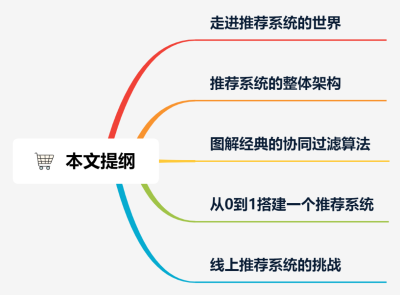 走进推荐系统的世界
推荐系统的整体架构
图解经典的协同过滤算法
本文提纲
从0到1搭建一个推荐系统
线上推荐系统的挑战